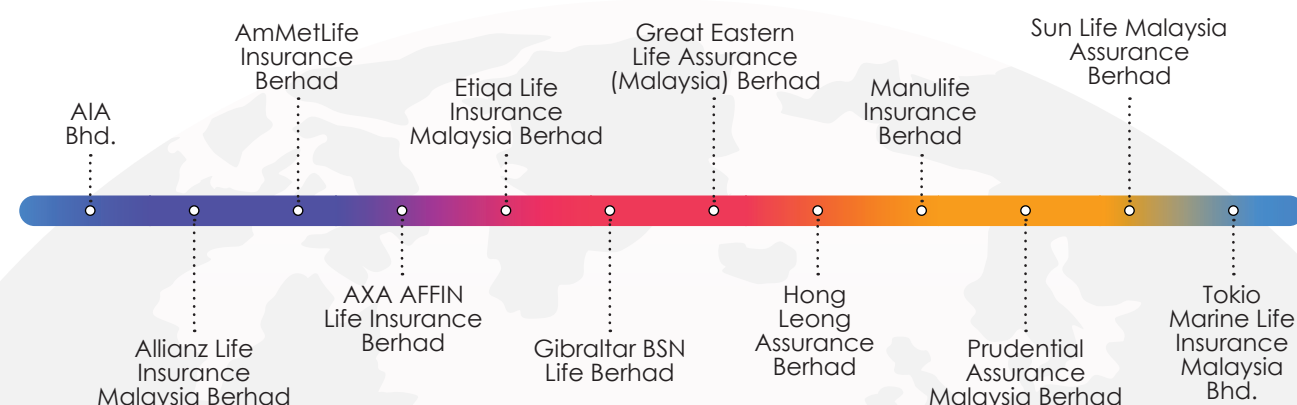 AIA
Bhd.
Allianz Life
Insurance
Malaysia Berhad
AmMetLife
Insurance
Berhad
AXA AFFIN
Life Insurance
Berhad
Etiqa Life
Insurance
Malaysia Berhad
Gibraltar BSN
Life Berhad
Great Eastern
Life Assurance
(Malaysia) Berhad
Hong
Leong
Assurance
Berhad
Manulife
Insurance
Berhad
Prudential
Assurance
Malaysia Berhad
Sun Life Malaysia
Assurance
Berhad
Tokio
Marine Life
Insurance
Malaysia
Bhd.